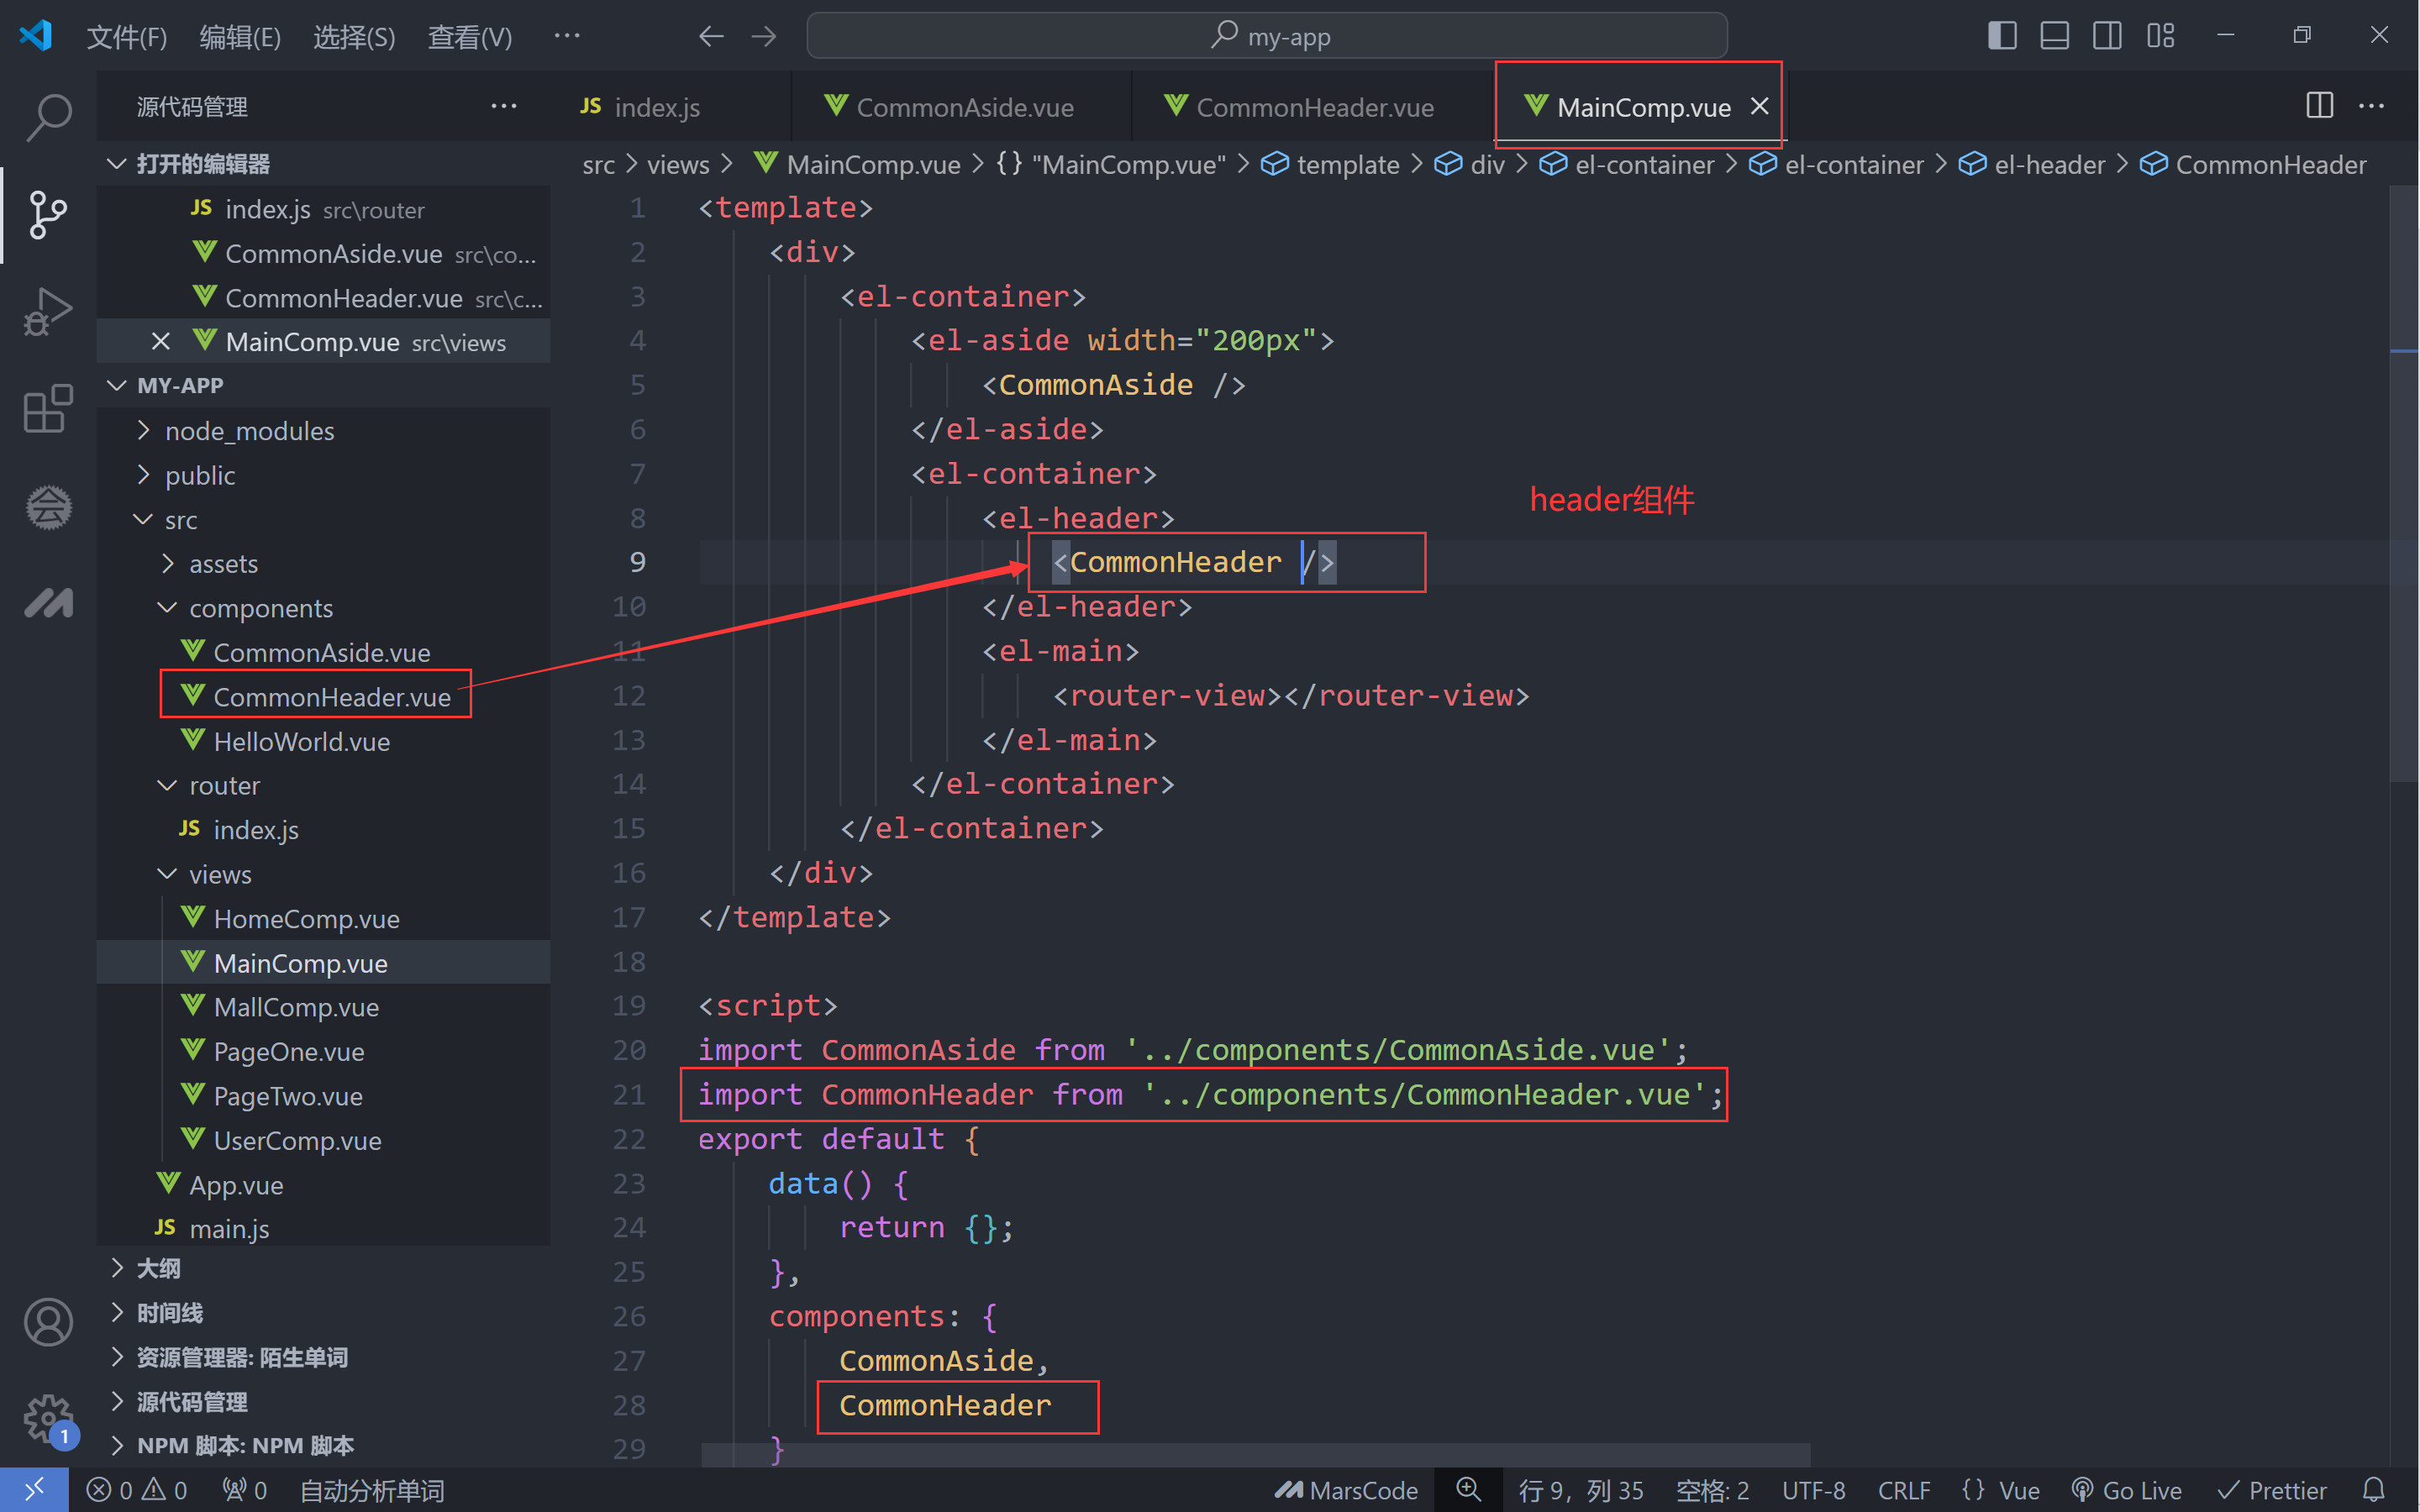 文件(F) 编辑(E) 选择(S) 查看(V) ··· my-app
源代码管理 ···
打开的编辑器
JS index.js src\router
CommonAside.vue src\co...
CommonHeader.vue src\c...
MainComp.vue src\views
MY-APP
node_modules
public
src
assets
components
CommonAside.vue
CommonHeader.vue
HelloWorld.vue
router
JS index.js
views
HomeComp.vue
MainComp.vue
MallComp.vue
PageOne.vue
PageTwo.vue
UserComp.vue
App.vue
JS main.js
大纲
时间线
资源管理器: 陌生单词
源代码管理
NPM 脚本: NPM 脚本
会
1
JS index.js CommonAside.vue CommonHeader.vue MainComp.vue
src > views > MainComp.vue > {} "MainComp.vue" > template > div > el-container > el-container > el-header > CommonHeader
1 <template>
2 <div>
3 <el-container>
4 <el-aside width="200px">
5 <CommonAside />
6 </el-aside>
7 <el-container>
header组件
8 <el-header>
9 <CommonHeader />
10 </el-header>
11 <el-main>
12 <router-view></router-view>
13 </el-main>
14 </el-container>
15 </el-container>
16 </div>
17 </template>
18
19 <script>
20 import CommonAside from '../components/CommonAside.vue';
21 import CommonHeader from '../components/CommonHeader.vue';
22 export default {
23 data() {
24 return {};
25 },
26 components: {
27 CommonAside,
28 CommonHeader
29 }
0 0 0 自动分析单词 MarsCode 行 9, 列 35 空格: 2 UTF-8 CRLF {} Vue Go Live Prettier